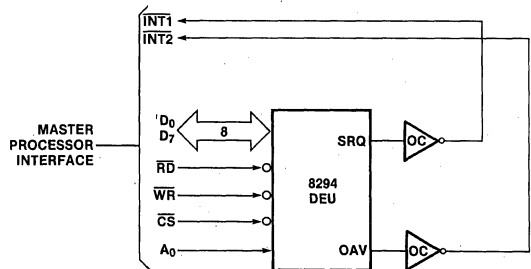 INT1
INT2
'D0
D7
8
MASTER
PROCESSOR
INTERFACE
RD
WR
CS
A0
8294
DEU
SRQ
OAV
OC
OC